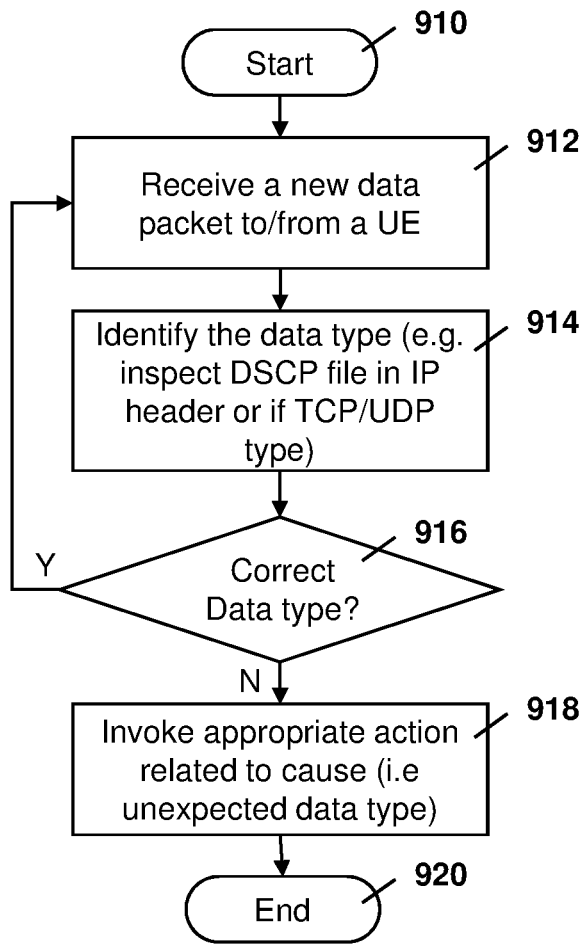 910
Start
912
Receive a new data
packet to/from a UE
914
Identify the data type (e.g.
inspect DSCP file in IP
header or if TCP/UDP
type)
916
Y
Correct
Data type?
N
918
Invoke appropriate action
related to cause (i.e
unexpected data type)
920
End